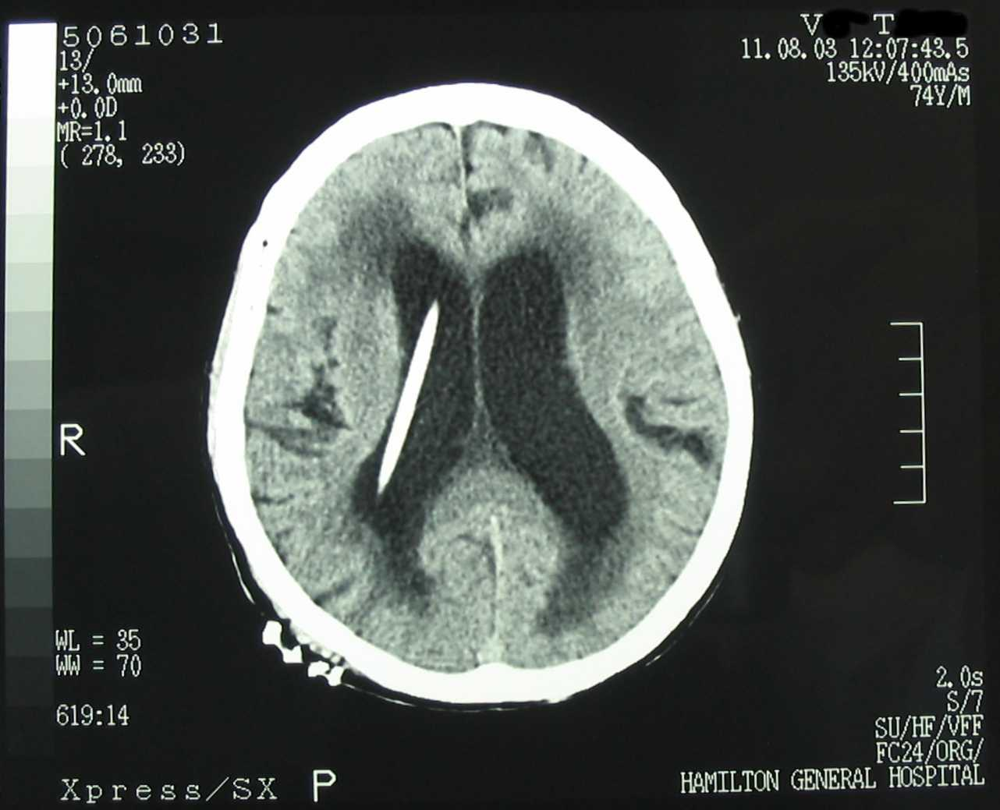 5061031
13/
+13.0mm
+0.0D
MR=1.1
( 278, 233)
V T
11.08.03 12:07:43.5
135kV/400mAs
74Y/M
R
WL = 35
WW = 70
619:14
Xpress/SX P
2.0s
S/7
SU/HF/VFF
FC24/ORG/
HAMILTON GENERAL HOSPITAL